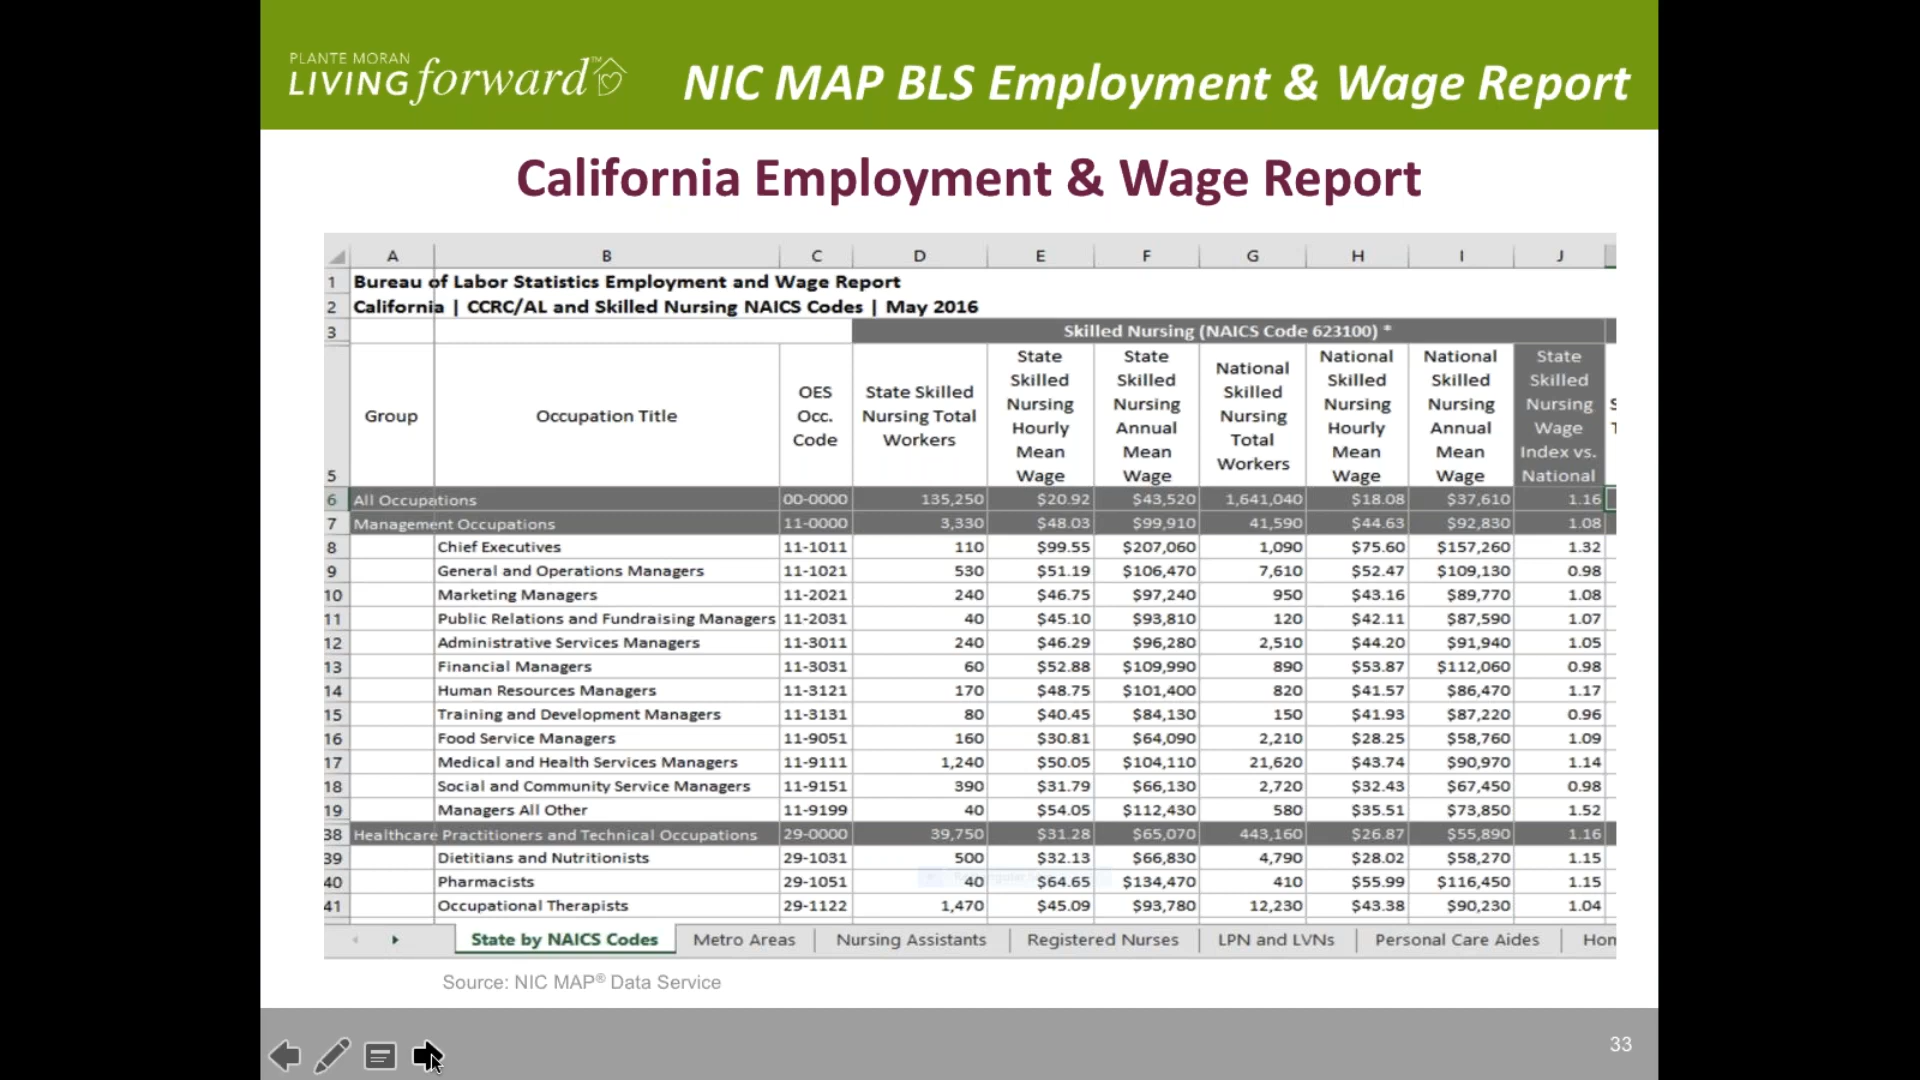 PLANTE MORAN
LIVING forward™
NIC MAP BLS Employment & Wage Report
California Employment & Wage Report
A B C D E F G H I J
1 Bureau of Labor Statistics Employment and Wage Report
2 California | CCRC/AL and Skilled Nursing NAICS Codes | May 2016
3 Skilled Nursing (NAICS Code 623100) *
5 Group Occupation Title OES Occ. Code State Skilled Nursing Total Workers State Skilled Nursing Hourly Mean Wage State Skilled Nursing Annual Mean Wage National Skilled Nursing Total Workers National Skilled Nursing Hourly Mean Wage National Skilled Nursing Annual Mean Wage State Skilled Nursing Wage Index vs. National
6 All Occupations 00-0000 135,250 $20.92 $43,520 1,641,040 $18.08 $37,610 1.16
7 Management Occupations 11-0000 3,330 $48.03 $99,910 41,590 $44.63 $92,830 1.08
8 Chief Executives 11-1011 110 $99.55 $207,060 1,090 $75.60 $157,260 1.32
9 General and Operations Managers 11-1021 530 $51.19 $106,470 7,610 $52.47 $109,130 0.98
10 Marketing Managers 11-2021 240 $46.75 $97,240 950 $43.16 $89,770 1.08
11 Public Relations and Fundraising Managers 11-2031 40 $45.10 $93,810 120 $42.11 $87,590 1.07
12 Administrative Services Managers 11-3011 240 $46.29 $96,280 2,510 $44.20 $91,940 1.05
13 Financial Managers 11-3031 60 $52.88 $109,990 890 $53.87 $112,060 0.98
14 Human Resources Managers 11-3121 170 $48.75 $101,400 820 $41.57 $86,470 1.17
15 Training and Development Managers 11-3131 80 $40.45 $84,130 150 $41.93 $87,220 0.96
16 Food Service Managers 11-9051 160 $30.81 $64,090 2,210 $28.25 $58,760 1.09
17 Medical and Health Services Managers 11-9111 1,240 $50.05 $104,110 21,620 $43.74 $90,970 1.14
18 Social and Community Service Managers 11-9151 390 $31.79 $66,130 2,720 $32.43 $67,450 0.98
19 Managers All Other 11-9199 40 $54.05 $112,430 580 $35.51 $73,850 1.52
38 Healthcare Practitioners and Technical Occupations 29-0000 39,750 $31.28 $65,070 443,160 $26.87 $55,890 1.16
39 Dietitians and Nutritionists 29-1031 500 $32.13 $66,830 4,790 $28.02 $58,270 1.15
40 Pharmacists 29-1051 40 $64.65 $134,470 410 $55.99 $116,450 1.15
41 Occupational Therapists 29-1122 1,470 $45.09 $93,780 12,230 $43.38 $90,230 1.04
State by NAICS Codes Metro Areas Nursing Assistants Registered Nurses LPN and LVNs Personal Care Aides Hon
Source: NIC MAP® Data Service
33